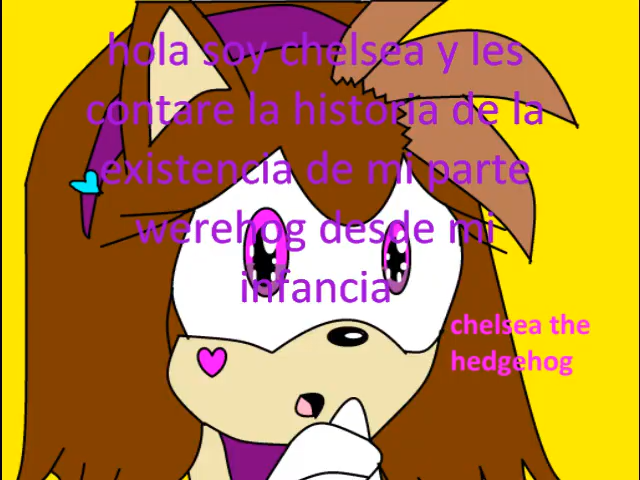 hola soy chelsea y les
contare la historia de la
existencia de mi parte
werehog desde mi
infancia
chelsea the
hedgehog